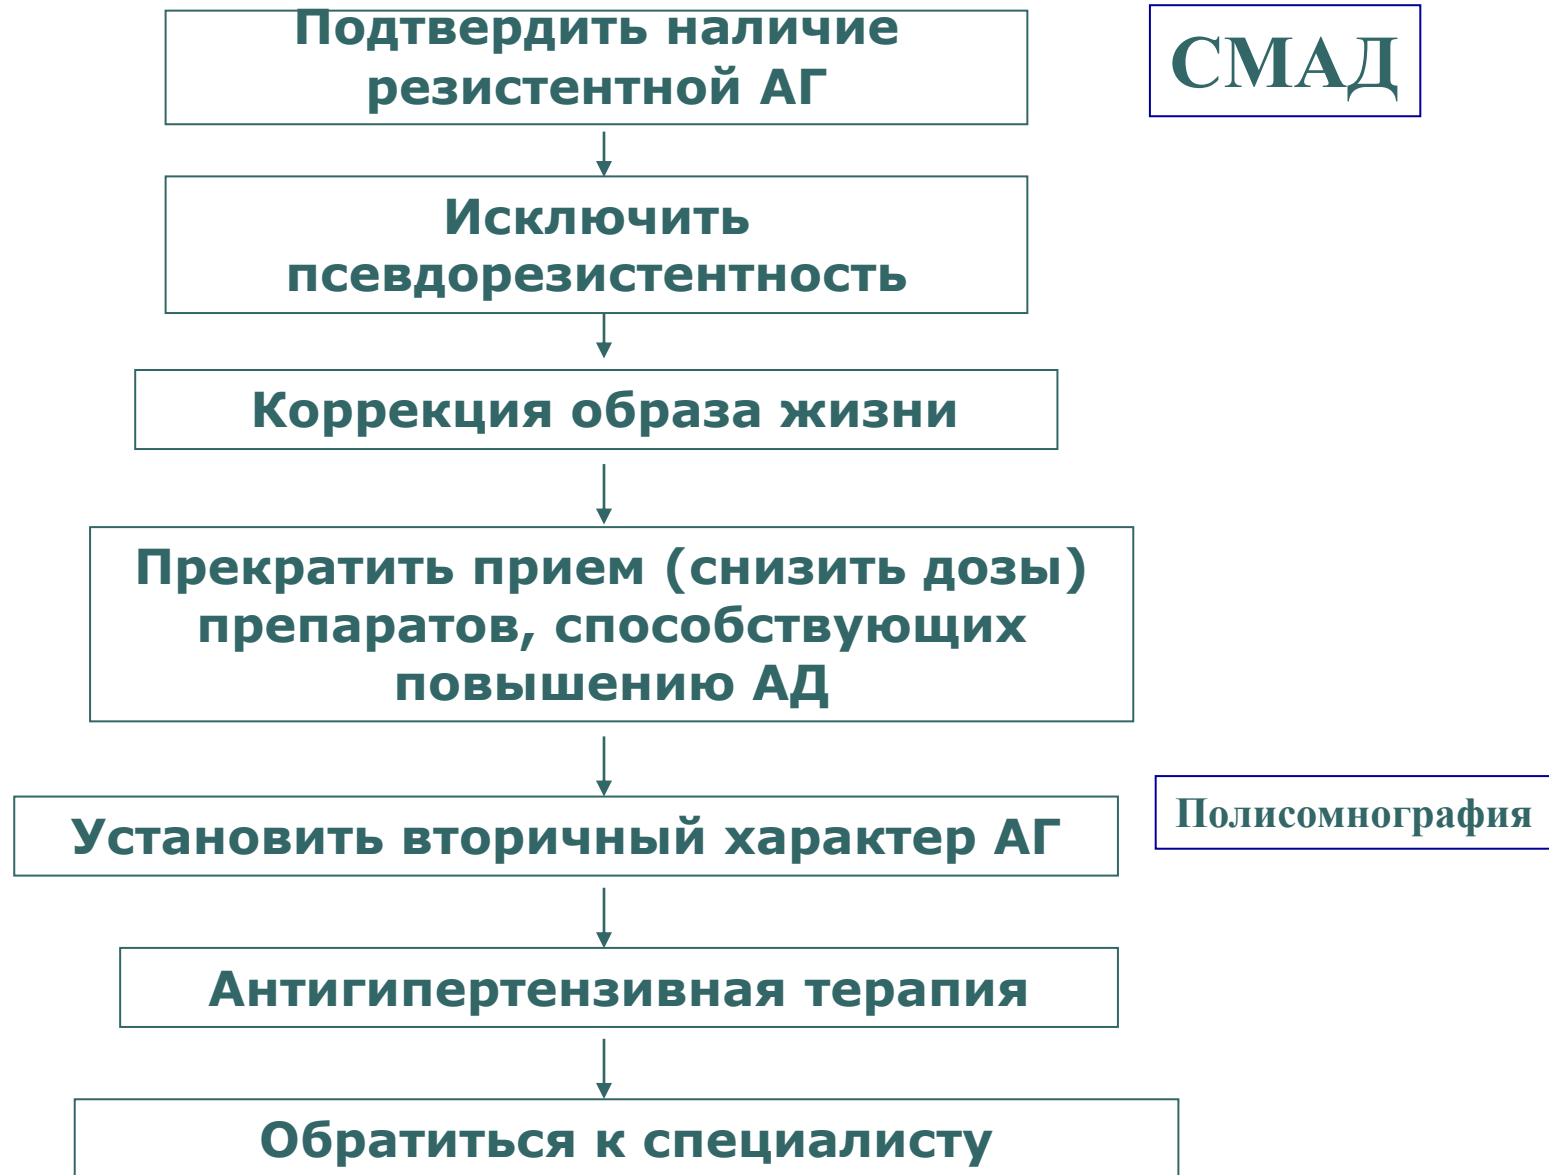 Подтвердить наличие
резистентной АГ
СМАД
Исключить
псевдорезистентность
Коррекция образа жизни
Прекратить прием (снизить дозы)
препаратов, способствующих
повышению АД
Установить вторичный характер АГ
Полисомнография
Антигипертензивная терапия
Обратиться к специалисту